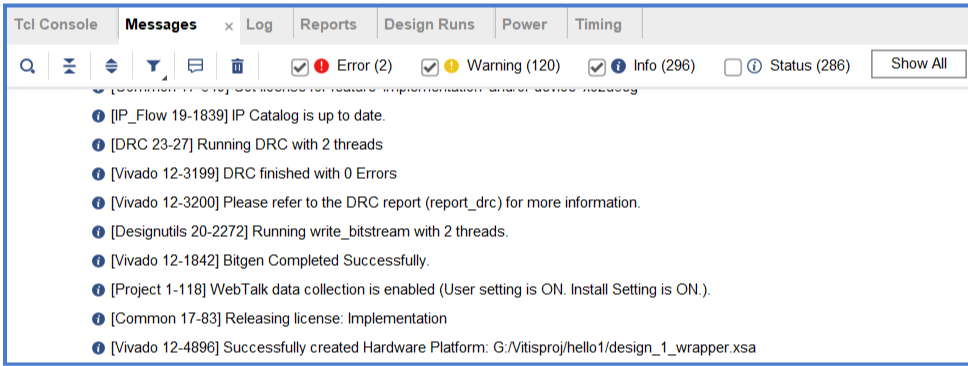 Tcl Console Messages × Log Reports Design Runs Power Timing
Error (2) Warning (120) Info (296) Status (286) Show All
[IP_Flow 19-1839] IP Catalog is up to date.
[DRC 23-27] Running DRC with 2 threads
[Vivado 12-3199] DRC finished with 0 Errors
[Vivado 12-3200] Please refer to the DRC report (report_drc) for more information.
[Designutils 20-2272] Running write_bitstream with 2 threads.
[Vivado 12-1842] Bitgen Completed Successfully.
[Project 1-118] WebTalk data collection is enabled (User setting is ON. Install Setting is ON.).
[Common 17-83] Releasing license: Implementation
[Vivado 12-4896] Successfully created Hardware Platform: G:/Vitisproj/hello1/design_1_wrapper.xsa